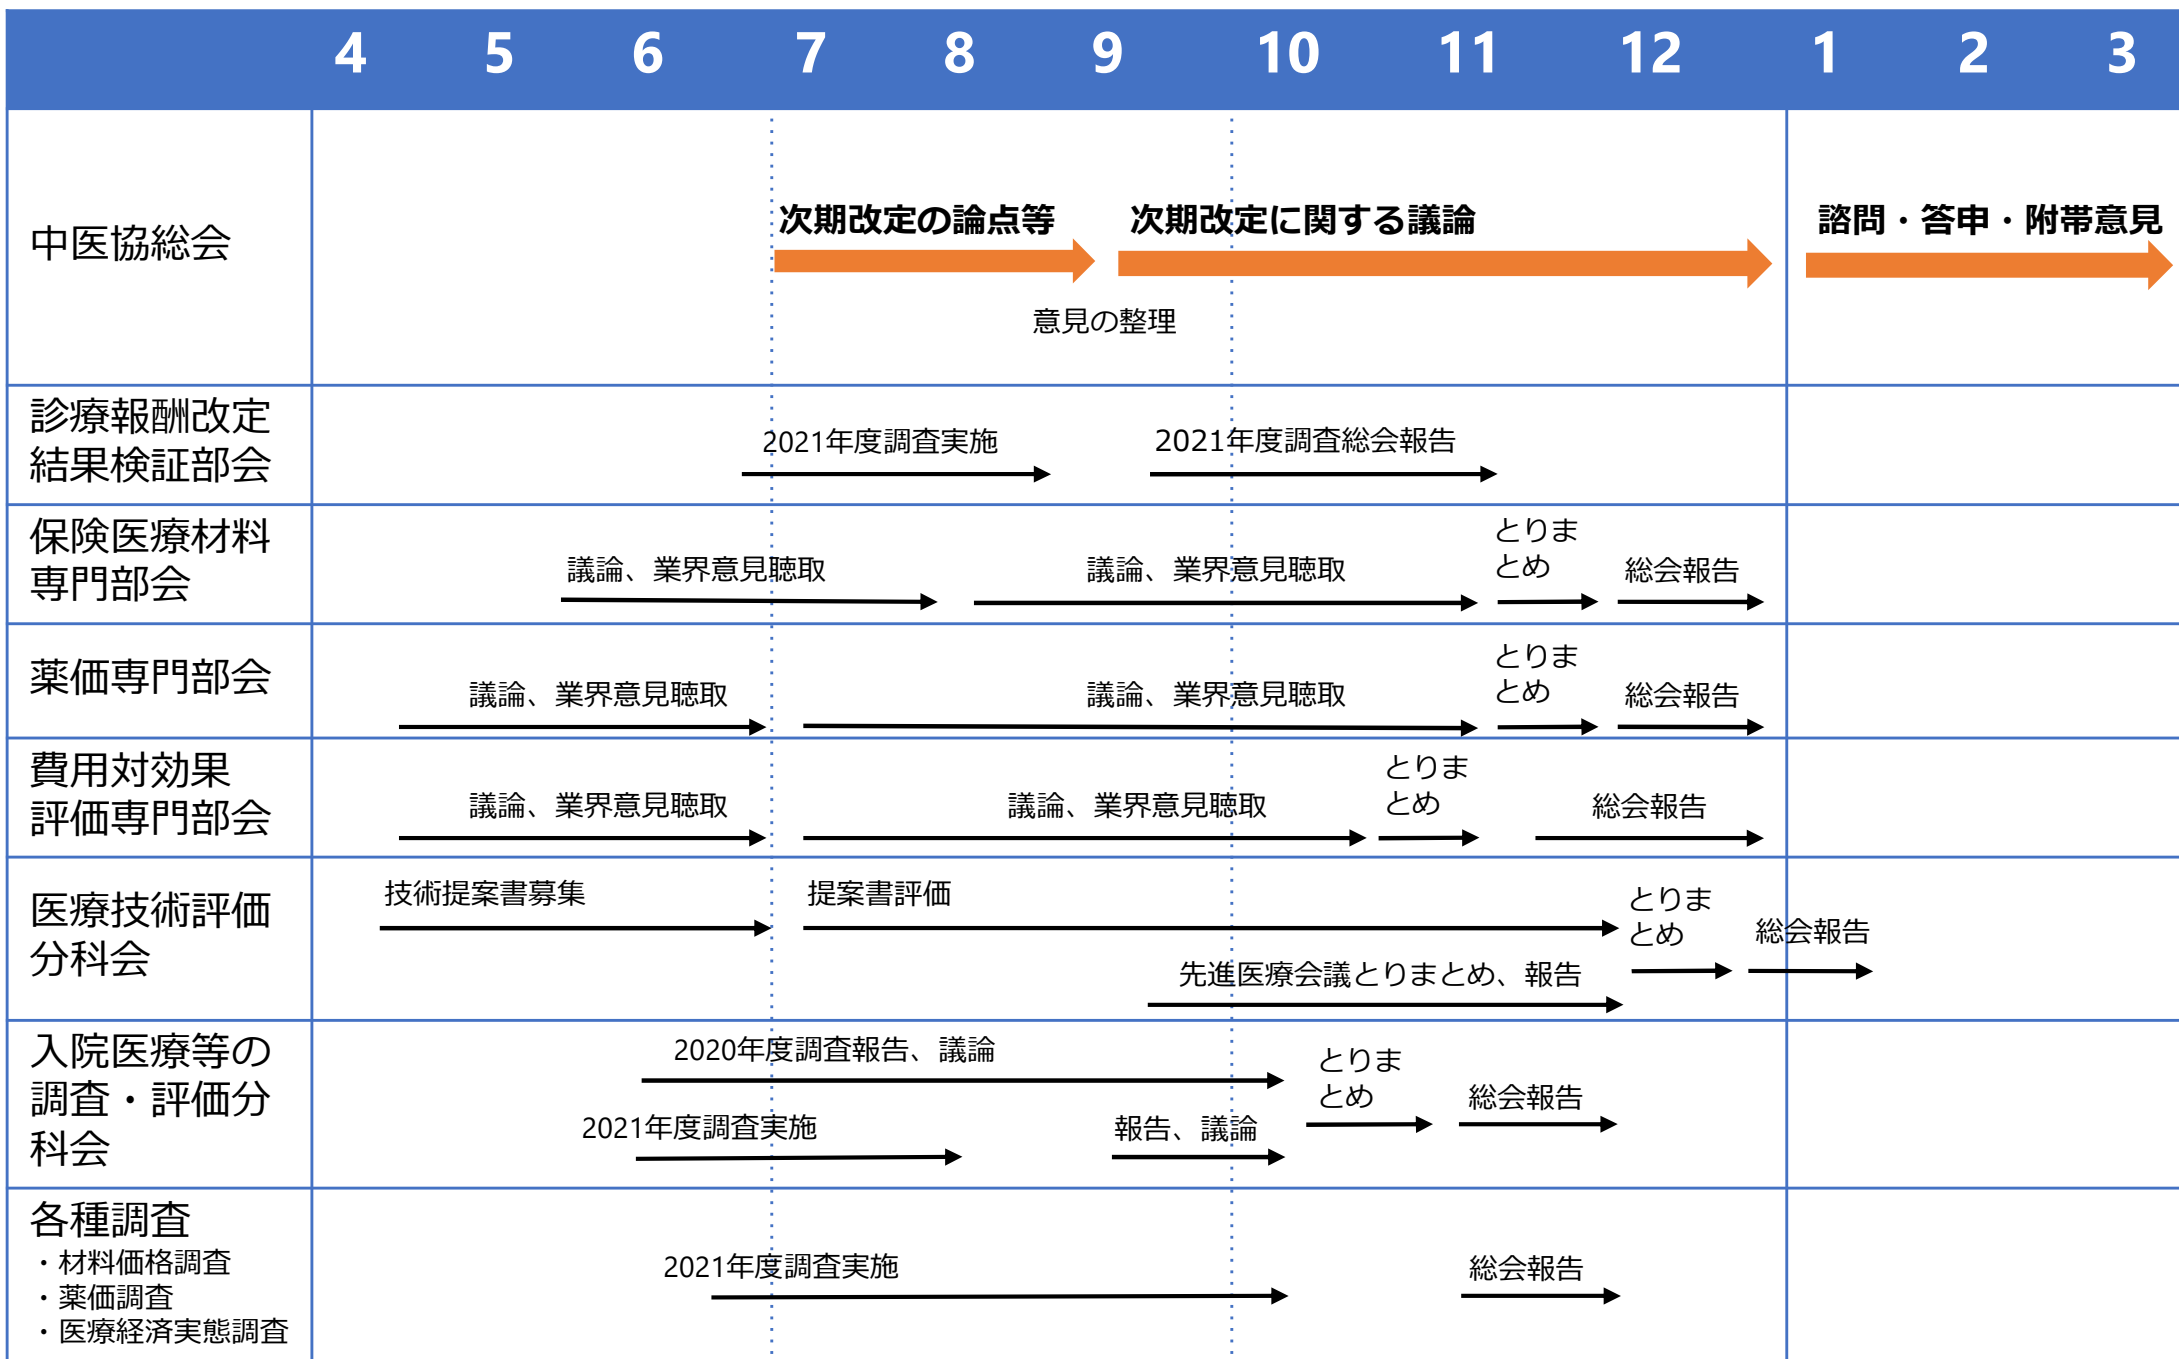 4 5 6 7 8 9 10 11 12 1 2 3
中医協総会
次期改定の論点等
次期改定に関する議論
諮問・答申・附帯意見
意見の整理
診療報酬改定
結果検証部会
2021年度調査実施
2021年度調査総会報告
保険医療材料
専門部会
議論、業界意見聴取
議論、業界意見聴取
とりま
とめ
総会報告
薬価専門部会
議論、業界意見聴取
議論、業界意見聴取
とりま
とめ
総会報告
費用対効果
評価専門部会
議論、業界意見聴取
議論、業界意見聴取
とりま
とめ
総会報告
医療技術評価
分科会
技術提案書募集
提案書評価
とりま
とめ
総会報告
先進医療会議とりまとめ、報告
入院医療等の
調査・評価分
科会
2020年度調査報告、議論
とりま
とめ
総会報告
2021年度調査実施
報告、議論
各種調査
・材料価格調査
・薬価調査
・医療経済実態調査
2021年度調査実施
総会報告